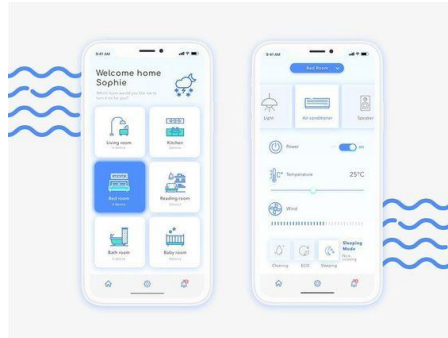 9:41 AM
Welcome home
Sophie
Living room
Kitchen
Bed room
Reading room
Bath room
Baby room
9:41 AM
Bed Room
Light
Air conditioner
Speaker
Power
on
Temperature
25°C
Wind
Sleeping
Mode
Now
Cleaning
ECO
Sleeping